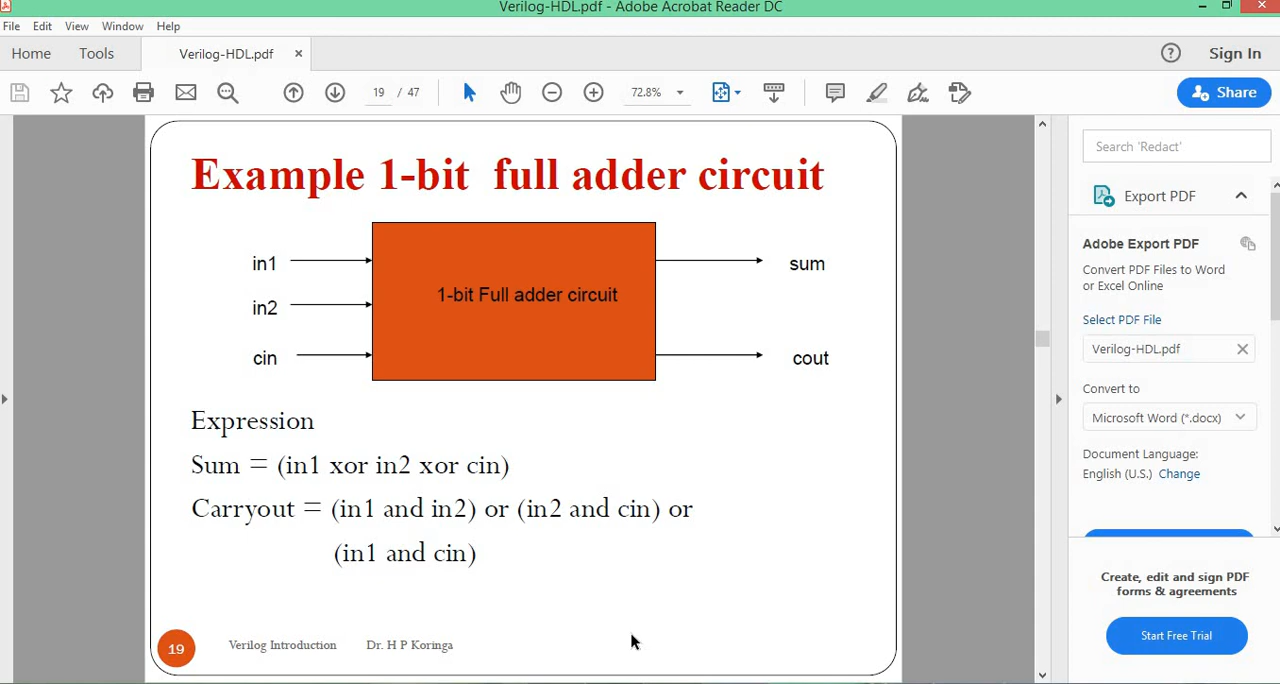 Verilog-HDL.pdf - Adobe Acrobat Reader DC
File Edit View Window Help
Home Tools Verilog-HDL.pdf × Sign In
19 / 47 72.8% Share
Example 1-bit full adder circuit
in1
in2
cin
1-bit Full adder circuit
sum
cout
Expression
Sum = (in1 xor in2 xor cin)
Carryout = (in1 and in2) or (in2 and cin) or
(in1 and cin)
19 Verilog Introduction Dr. H P Koringa
Search 'Redact'
Export PDF
Adobe Export PDF
Convert PDF Files to Word
or Excel Online
Select PDF File
Verilog-HDL.pdf
Convert to
Microsoft Word (*.docx)
Document Language:
English (U.S.) Change
Create, edit and sign PDF
forms & agreements
Start Free Trial